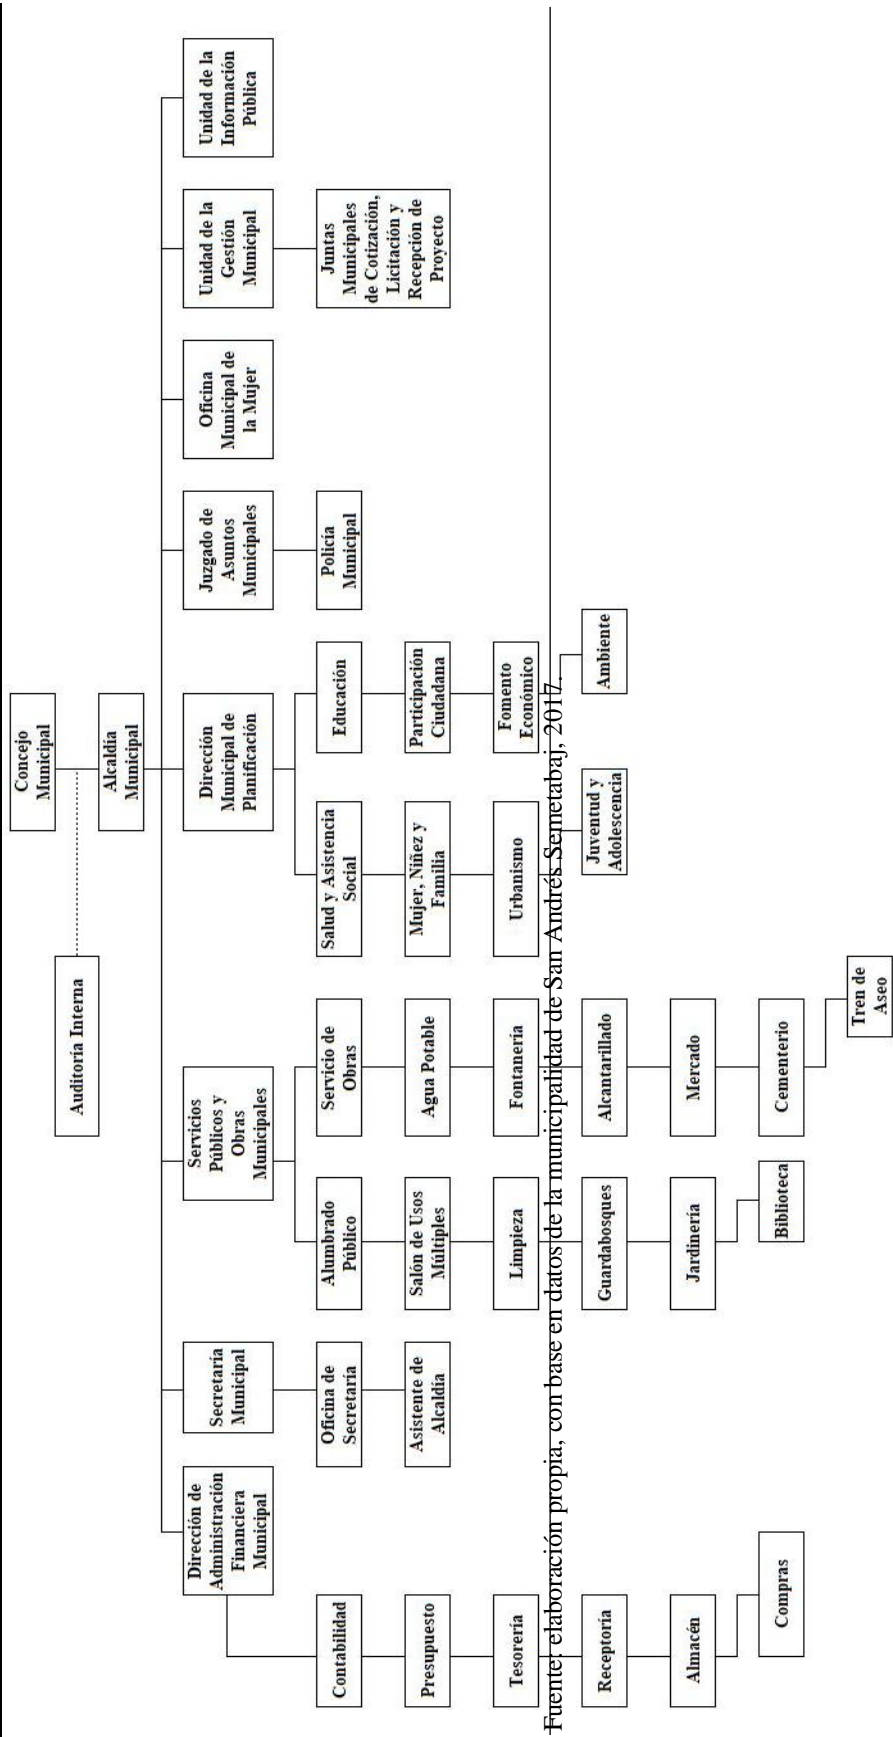 Concejo
Municipal
Auditoría Interna
Alcaldía
Municipal
Dirección de
Administración
Financiera
Municipal
Secretaría
Municipal
Servicios
Públicos y
Obras
Municipales
Dirección
Municipal de
Planificación
Juzgado de
Asuntos
Municipales
Oficina
Municipal de
la Mujer
Unidad de la
Gestión
Municipal
Unidad de la
Información
Pública
Contabilidad
Oficina de
Secretaría
Alumbrado
Público
Servicio de
Obras
Salud y Asistencia
Social
Educación
Policía
Municipal
Juntas
Municipales
de Cotización,
Licitación y
Recepción de
Proyecto
Presupuesto
Asistente de
Alcaldía
Salón de Usos
Múltiples
Agua Potable
Mujer, Niñez y
Familia
Participación
Ciudadana
Tesorería
Limpieza
Fontanería
Urbanismo
Fomento
Económico
Fuente: elaboración propia, con base en datos de la municipalidad de San Andrés Semetabaj, 2017.
Receptoría
Guardabosques
Alcantarillado
Juventud y
Adolescencia
Ambiente
Almacén
Jardinería
Mercado
Compras
Biblioteca
Cementerio
Tren de
Aseo